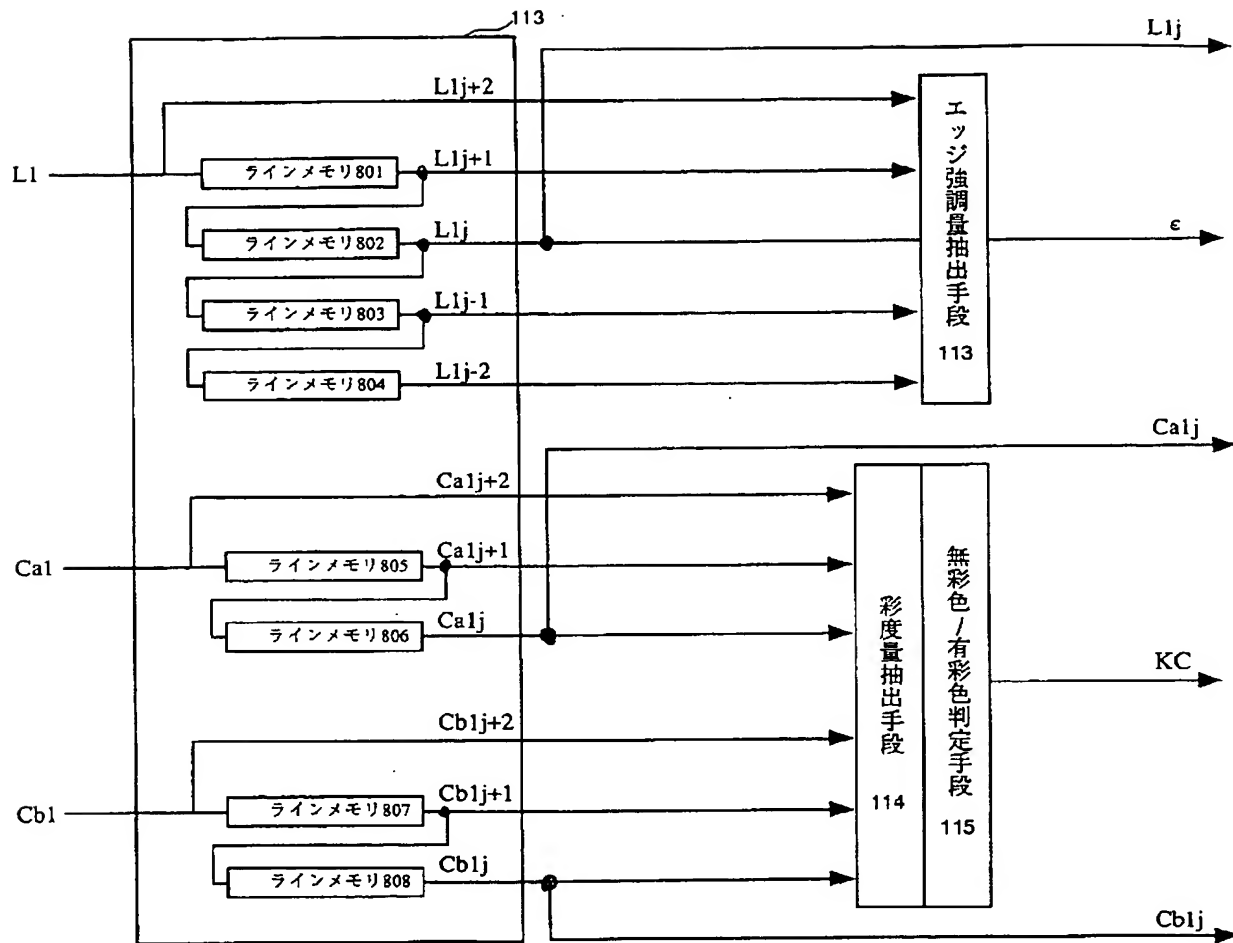 113
L1j
L1j+2
L1
ラインメモリ801
L1j+1
ラインメモリ802
L1j
ε
ラインメモリ803
L1j-1
ラインメモリ804
L1j-2
エッジ強調量抽出手段
113
Ca1j
Ca1j+2
Ca1
ラインメモリ805
Ca1j+1
ラインメモリ806
Ca1j
彩度量抽出手段
114
無彩色/有彩色判定手段
115
KC
Cb1j+2
Cb1
ラインメモリ807
Cb1j+1
ラインメモリ808
Cb1j
Cb1j